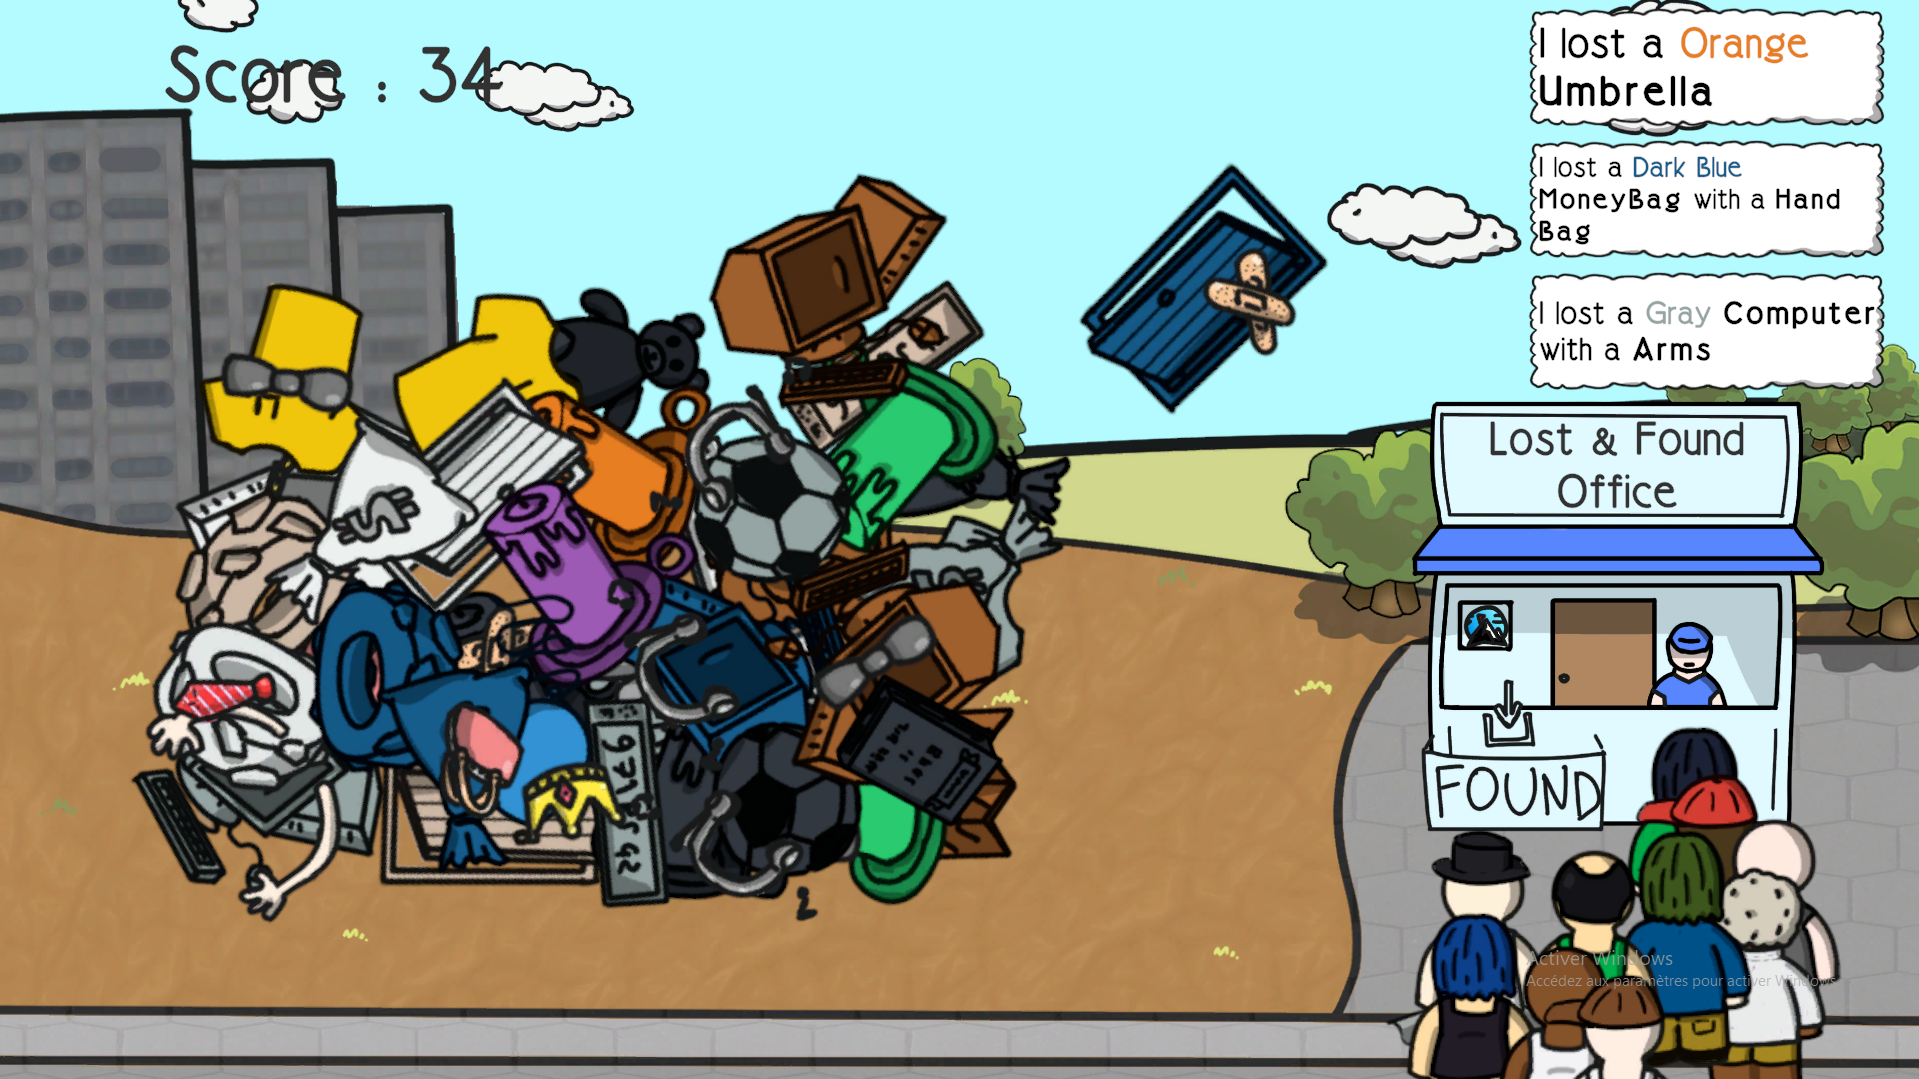 Score : 34
I lost a Orange
Umbrella
I lost a Dark Blue
MoneyBag with a Hand
Bag
I lost a Gray Computer
with a Arms
Lost & Found
Office
FOUND
Activer Windows
Accédez aux paramètres pour activer Windows